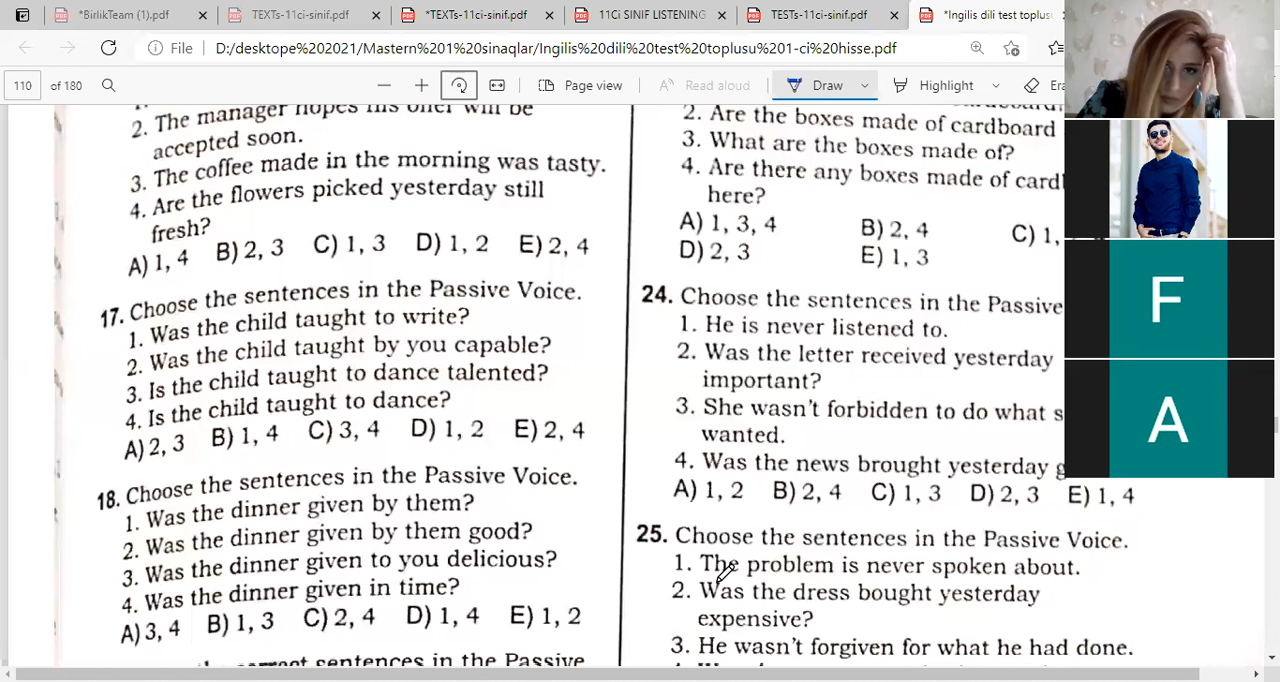 *BirlikTeam (1).pdf
TEXTs-11ci-sinif.pdf
*TEXTs-11ci-sinif.pdf
11Ci SINIF LISTENING
TESTs-11ci-sinif.pdf
*Ingilis dili test toplusu
File
D:/desktope%202021/Mastern%201%20sinaqlar/Ingilis%20dili%20test%20toplusu%201-ci%20hisse.pdf
110 of 180
Page view
Read aloud
Draw
Highlight
Era
2. The manager hopes his offer will be
accepted soon.
3. The coffee made in the morning was tasty.
4. Are the flowers picked yesterday still
fresh?
A) 1, 4 B) 2, 3 C) 1, 3 D) 1, 2 E) 2, 4
17. Choose the sentences in the Passive Voice.
1. Was the child taught to write?
2. Was the child taught by you capable?
3. Is the child taught to dance talented?
4. Is the child taught to dance?
A) 2, 3 B) 1, 4 C) 3, 4 D) 1, 2 E) 2, 4
18. Choose the sentences in the Passive Voice.
1. Was the dinner given by them?
2. Was the dinner given by them good?
3. Was the dinner given to you delicious?
4. Was the dinner given in time?
A) 3, 4 B) 1, 3 C) 2, 4 D) 1, 4 E) 1, 2
sentences in the Passive
2. Are the boxes made of cardboard
3. What are the boxes made of?
4. Are there any boxes made of card
here?
A) 1, 3, 4 B) 2, 4 C) 1,
D) 2, 3 E) 1, 3
24. Choose the sentences in the Passive
1. He is never listened to.
2. Was the letter received yesterday
important?
3. She wasn't forbidden to do what s
wanted.
4. Was the news brought yesterday g
A) 1, 2 B) 2, 4 C) 1, 3 D) 2, 3 E) 1, 4
25. Choose the sentences in the Passive Voice.
1. The problem is never spoken about.
2. Was the dress bought yesterday
expensive?
3. He wasn't forgiven for what he had done.
F
A